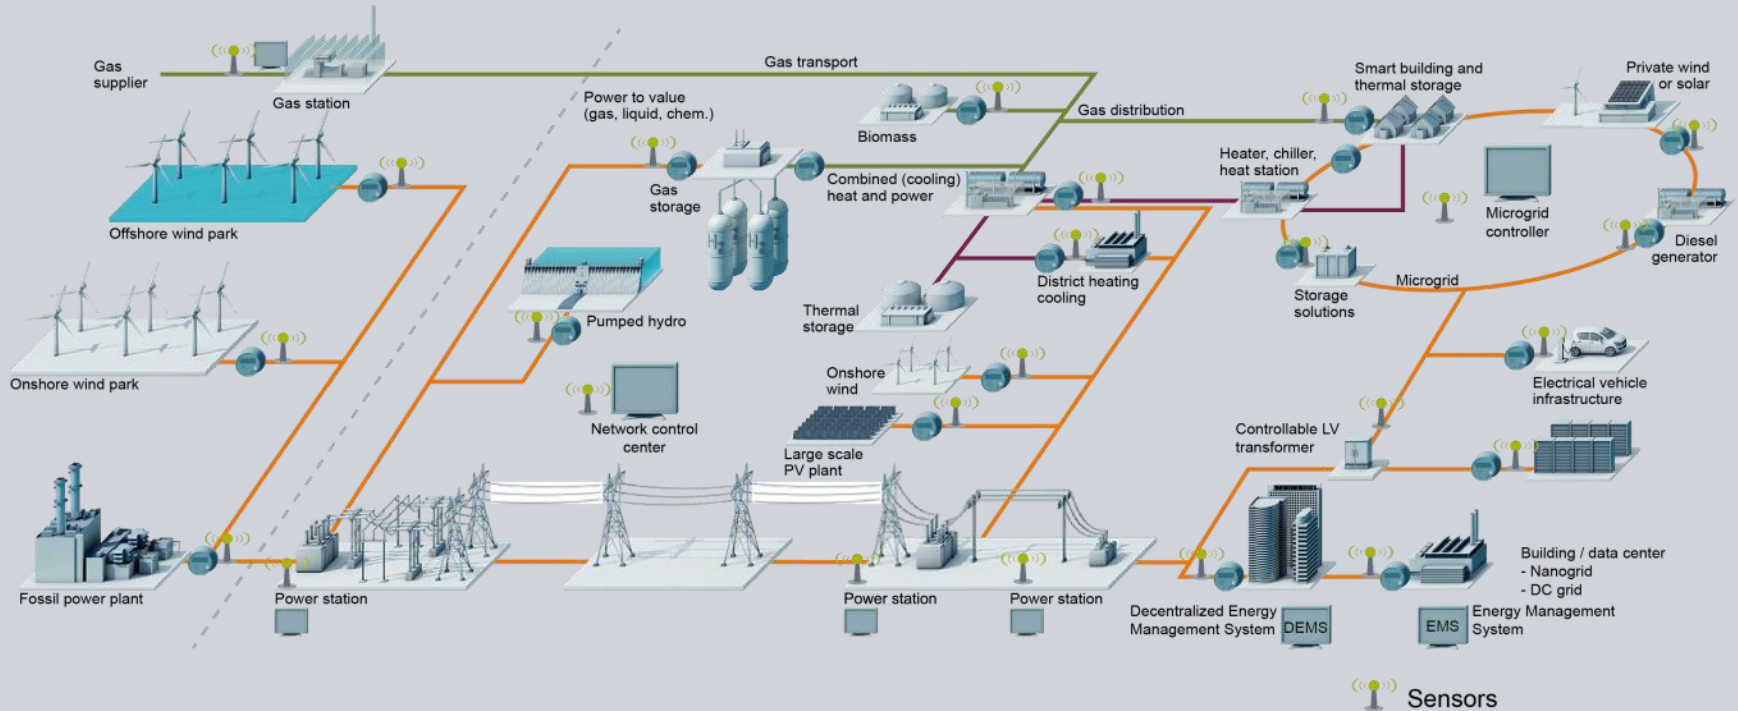 Gas
supplier
Gas station
Gas transport
Power to value
(gas, liquid, chem.)
Biomass
Gas distribution
Smart building and
thermal storage
Private wind
or solar
Offshore wind park
Gas
storage
Combined (cooling)
heat and power
Heater, chiller,
heat station
Microgrid
controller
Diesel
generator
Onshore wind park
Pumped hydro
Thermal
storage
District heating
cooling
Storage
solutions
Microgrid
Onshore
wind
Electrical vehicle
infrastructure
Network control
center
Large scale
PV plant
Controllable LV
transformer
Fossil power plant
Power station
Power station
Power station
Building / data center
- Nanogrid
- DC grid
Decentralized Energy
Management System
DEMS
EMS
Energy Management
System
Sensors